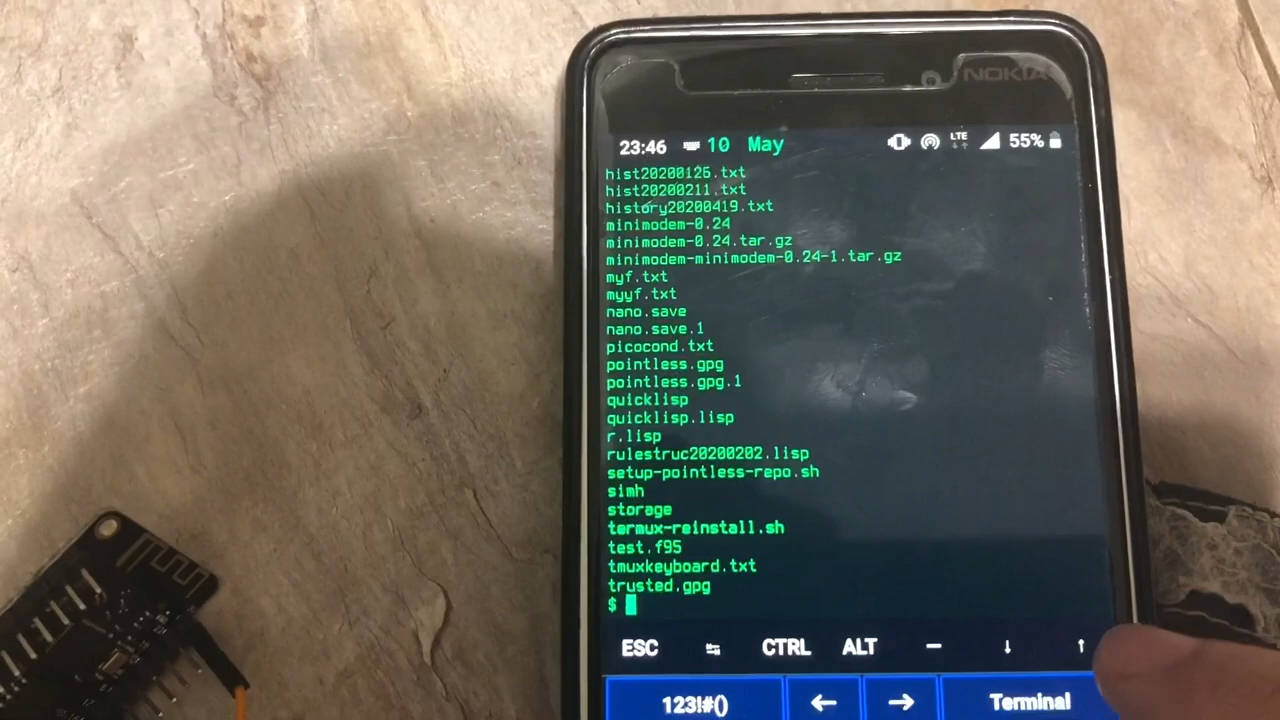 NOKIA
23:46 10 May LTE 55%
hist20200126.txt
hist20200211.txt
history20200419.txt
minimodem-0.24
minimodem-0.24.tar.gz
minimodem-minimodem-0.24-1.tar.gz
myf.txt
myyf.txt
nano.save
nano.save.1
picocond.txt
pointless.gpg
pointless.gpg.1
quicklisp
quicklisp.lisp
r.lisp
rulestruc20200202.lisp
setup-pointless-repo.sh
simh
storage
termux-reinstall.sh
test.f95
tmuxkeyboard.txt
trusted.gpg
$
ESC ↹ CTRL ALT — ↓ ↑
123!#() ← → Terminal